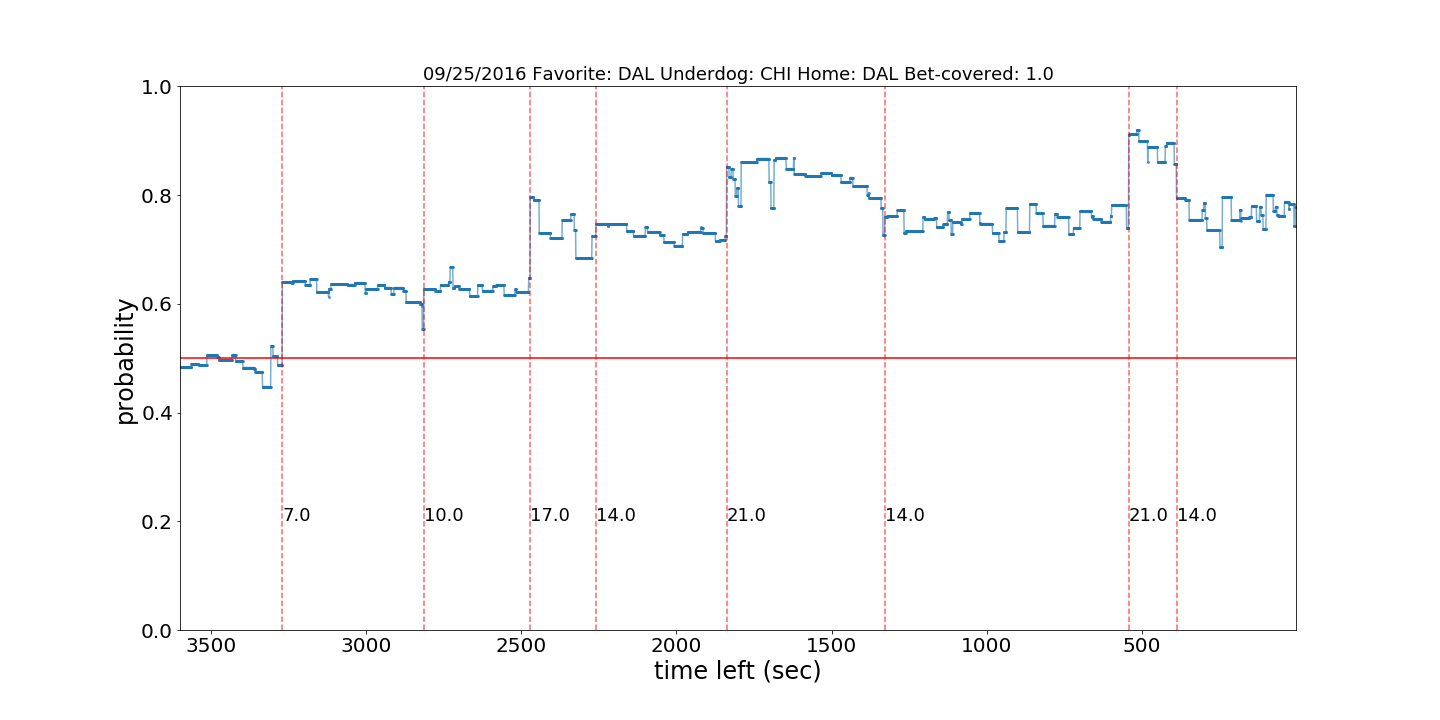 09/25/2016 Favorite: DAL Underdog: CHI Home: DAL Bet-covered: 1.0
1.0
0.8
0.6
0.4
0.2
0.0
probability
7.0 10.0 17.0 14.0 21.0 14.0 21.0 14.0
3500 3000 2500 2000 1500 1000 500
time left (sec)